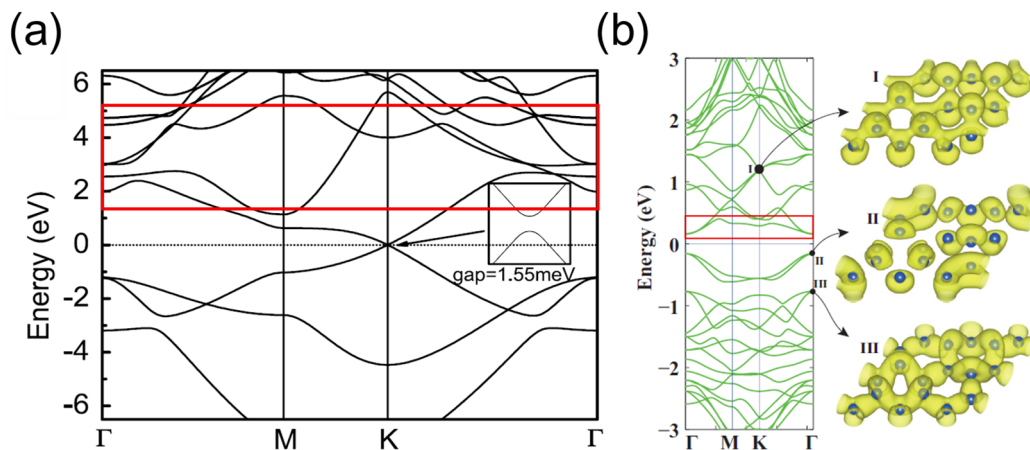 (a)
6
4
2
0
-2
-4
-6
Energy (eV)
Γ
M
K
Γ
gap=1.55meV
(b)
3
2
1
0
−1
−2
−3
Energy (eV)
Γ
M
K
Γ
I
II
III
I
II
III